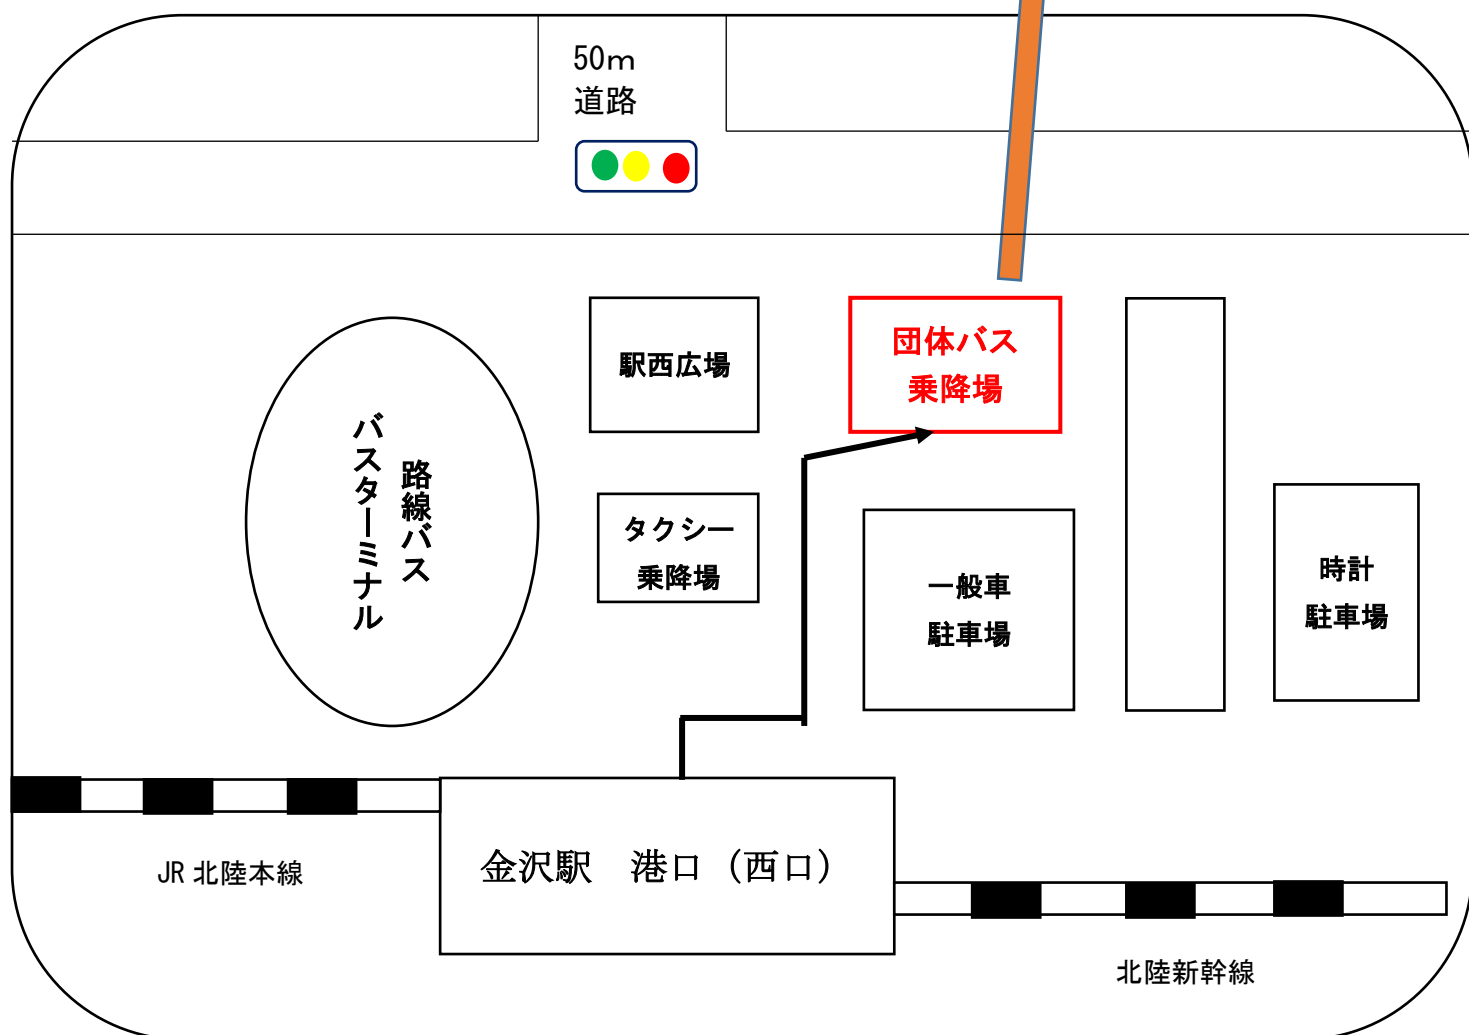 50ｍ
道路
駅西広場
団体バス
乗降場
路線バス
バスターミナル
タクシー
乗降場
一般車
駐車場
時計
駐車場
金沢駅　港口（西口）
JR 北陸本線
北陸新幹線